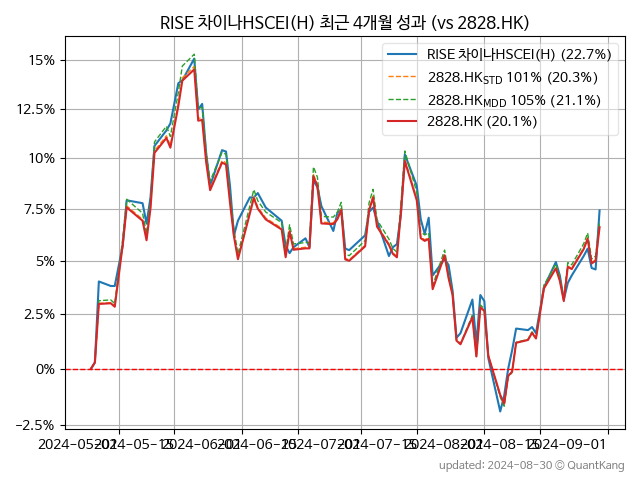 RISE 차이나HSCEI(H) 최근 4개월 성과 (vs 2828.HK)
RISE 차이나HSCEI(H) (22.7%)
2828.HK_STD 101% (20.3%)
2828.HK_MDD 105% (21.1%)
2828.HK (20.1%)
15%
12.5%
10%
7.5%
5%
2.5%
0%
−2.5%
2024-05-01
2024-05-15
2024-06-01
2024-06-15
2024-07-01
2024-07-15
2024-08-01
2024-08-15
2024-09-01
updated: 2024-08-30 © QuantKang